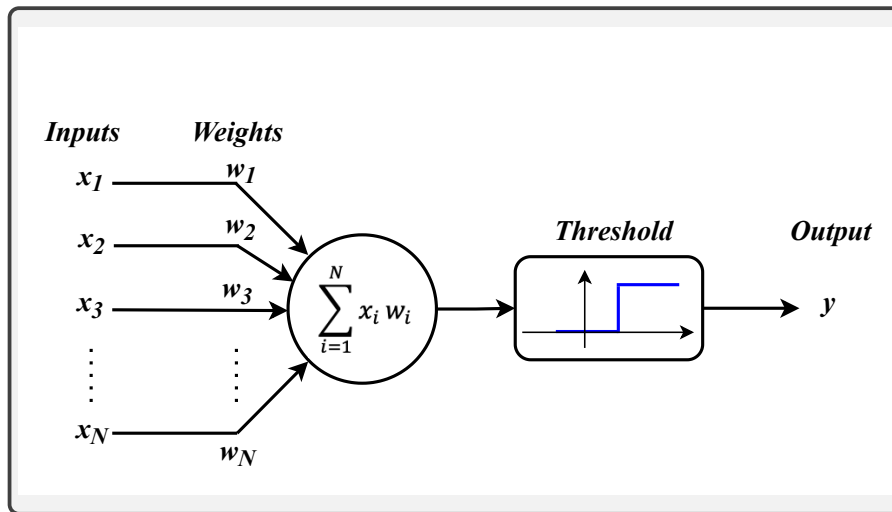 Inputs Weights
x1 w1
x2 w2
Threshold Output
x3 w3
N
∑ xi wi
i=1
y
xN wN